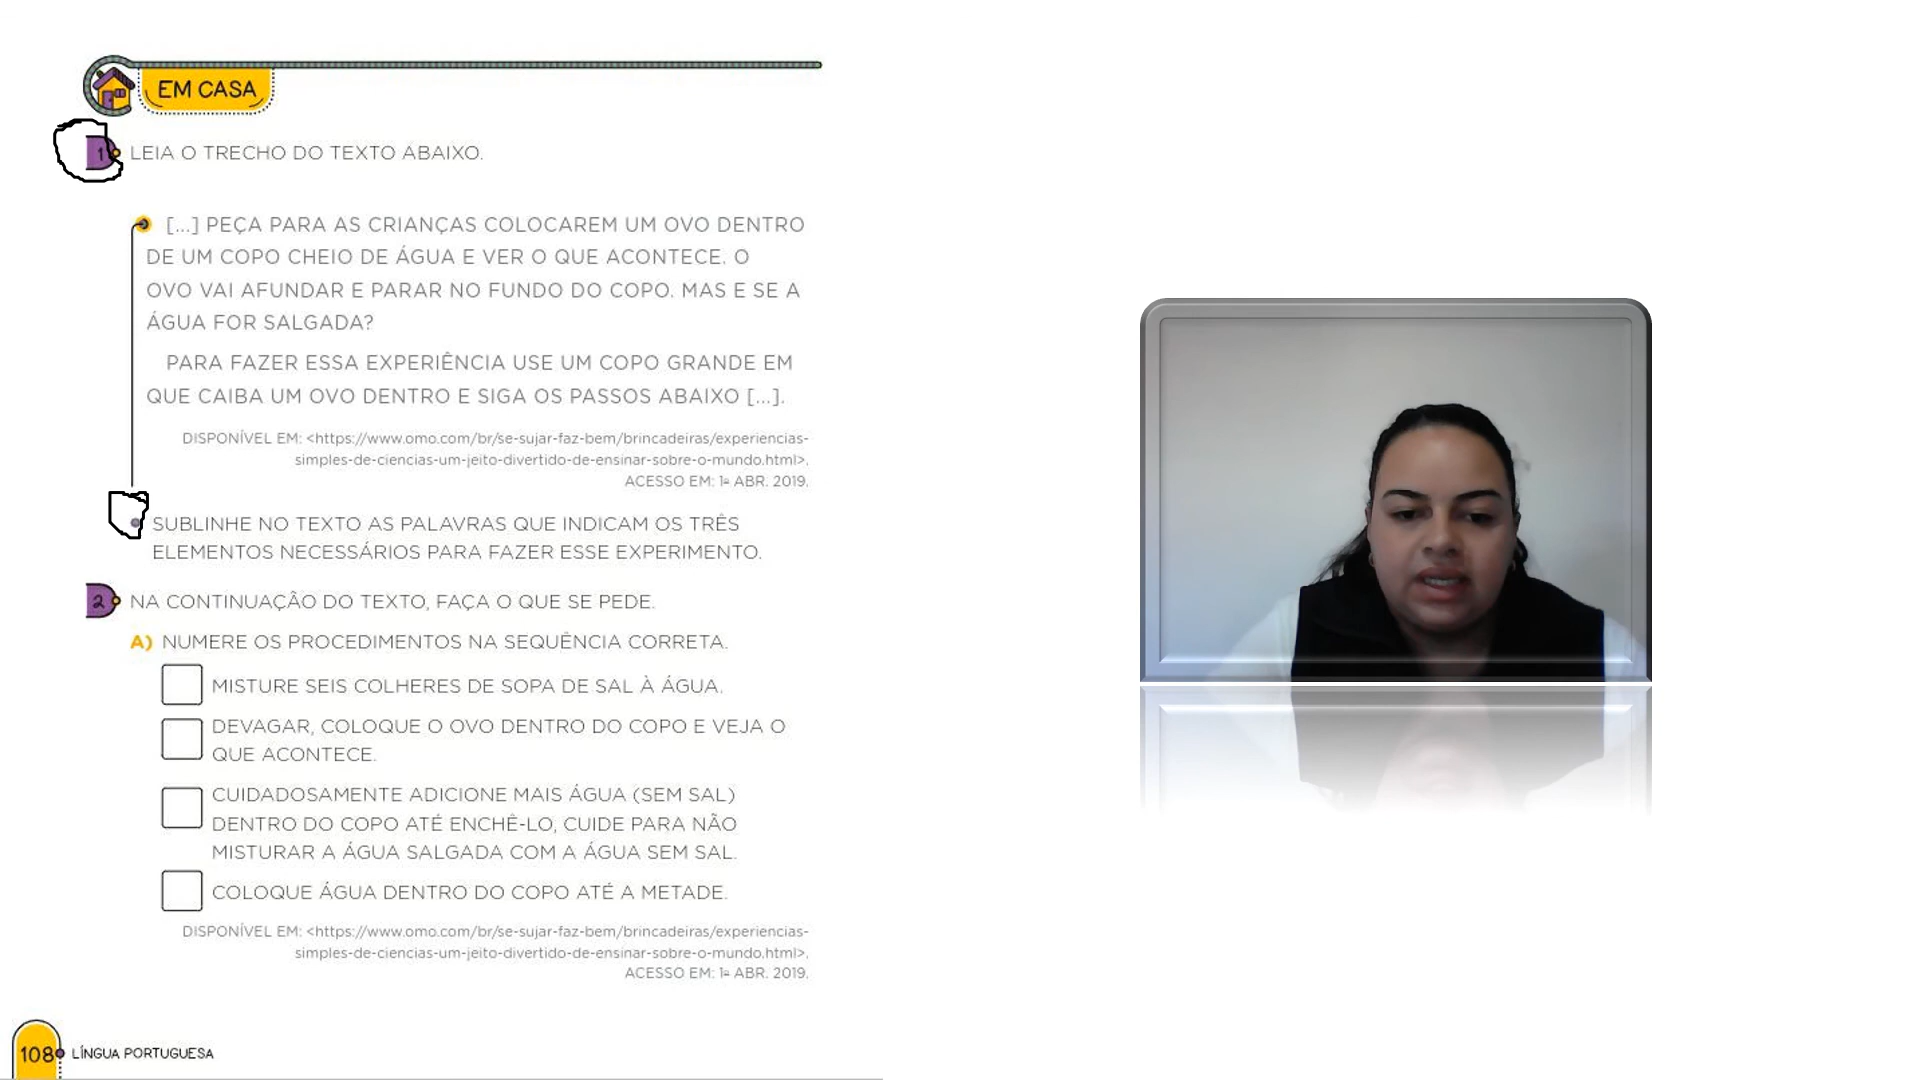 EM CASA
1 LEIA O TRECHO DO TEXTO ABAIXO.
[...] PEÇA PARA AS CRIANÇAS COLOCAREM UM OVO DENTRO
DE UM COPO CHEIO DE ÁGUA E VER O QUE ACONTECE. O
OVO VAI AFUNDAR E PARAR NO FUNDO DO COPO. MAS E SE A
ÁGUA FOR SALGADA?
PARA FAZER ESSA EXPERIÊNCIA USE UM COPO GRANDE EM
QUE CAIBA UM OVO DENTRO E SIGA OS PASSOS ABAIXO [...].
DISPONÍVEL EM: <https://www.omo.com/br/se-sujar-faz-bem/brincadeiras/experiencias-
simples-de-ciencias-um-jeito-divertido-de-ensinar-sobre-o-mundo.html>.
ACESSO EM: 1º ABR. 2019.
SUBLINHE NO TEXTO AS PALAVRAS QUE INDICAM OS TRÊS
ELEMENTOS NECESSÁRIOS PARA FAZER ESSE EXPERIMENTO.
2 NA CONTINUAÇÃO DO TEXTO, FAÇA O QUE SE PEDE.
A) NUMERE OS PROCEDIMENTOS NA SEQUÊNCIA CORRETA.
MISTURE SEIS COLHERES DE SOPA DE SAL À ÁGUA.
DEVAGAR, COLOQUE O OVO DENTRO DO COPO E VEJA O
QUE ACONTECE.
CUIDADOSAMENTE ADICIONE MAIS ÁGUA (SEM SAL)
DENTRO DO COPO ATÉ ENCHÊ-LO, CUIDE PARA NÃO
MISTURAR A ÁGUA SALGADA COM A ÁGUA SEM SAL.
COLOQUE ÁGUA DENTRO DO COPO ATÉ A METADE.
DISPONÍVEL EM: <https://www.omo.com/br/se-sujar-faz-bem/brincadeiras/experiencias-
simples-de-ciencias-um-jeito-divertido-de-ensinar-sobre-o-mundo.html>.
ACESSO EM: 1º ABR. 2019.
108 LÍNGUA PORTUGUESA